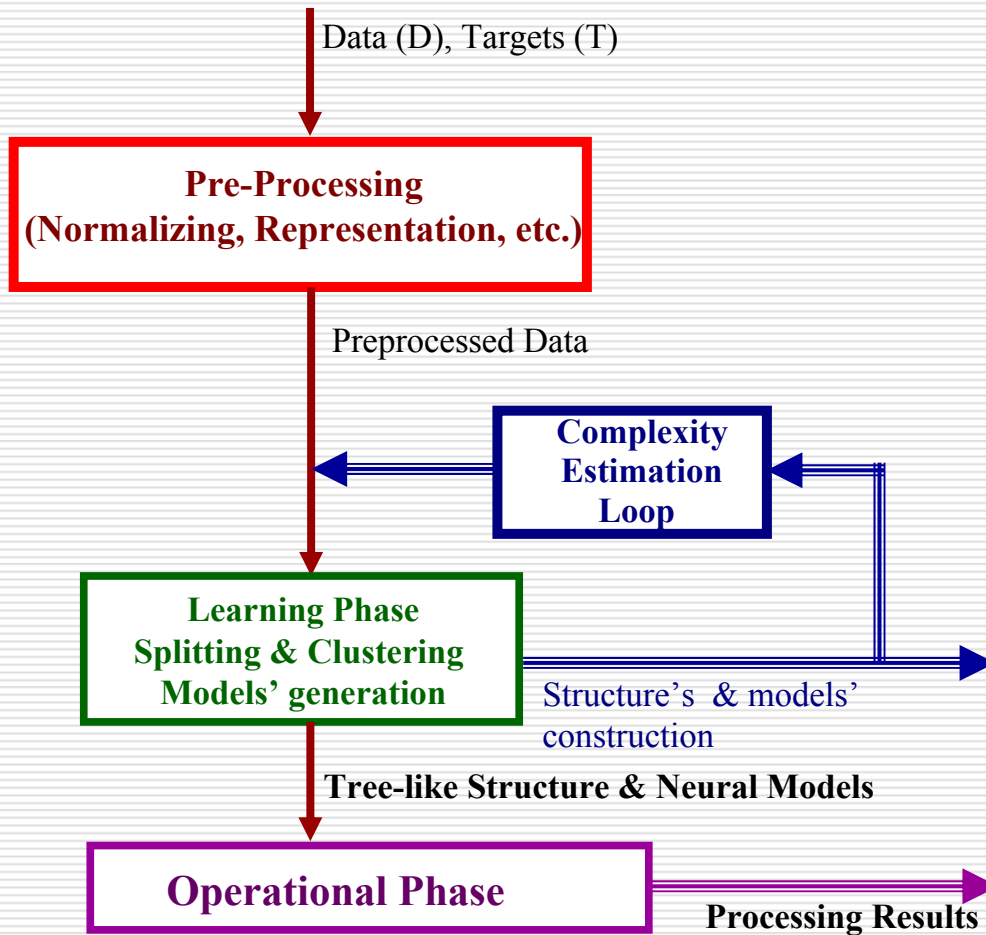 Data (D), Targets (T)
Pre-Processing
(Normalizing, Representation, etc.)
Preprocessed Data
Complexity
Estimation
Loop
Learning Phase
Splitting & Clustering
Models’ generation
Structure’s & models’
construction
Tree-like Structure & Neural Models
Operational Phase
Processing Results